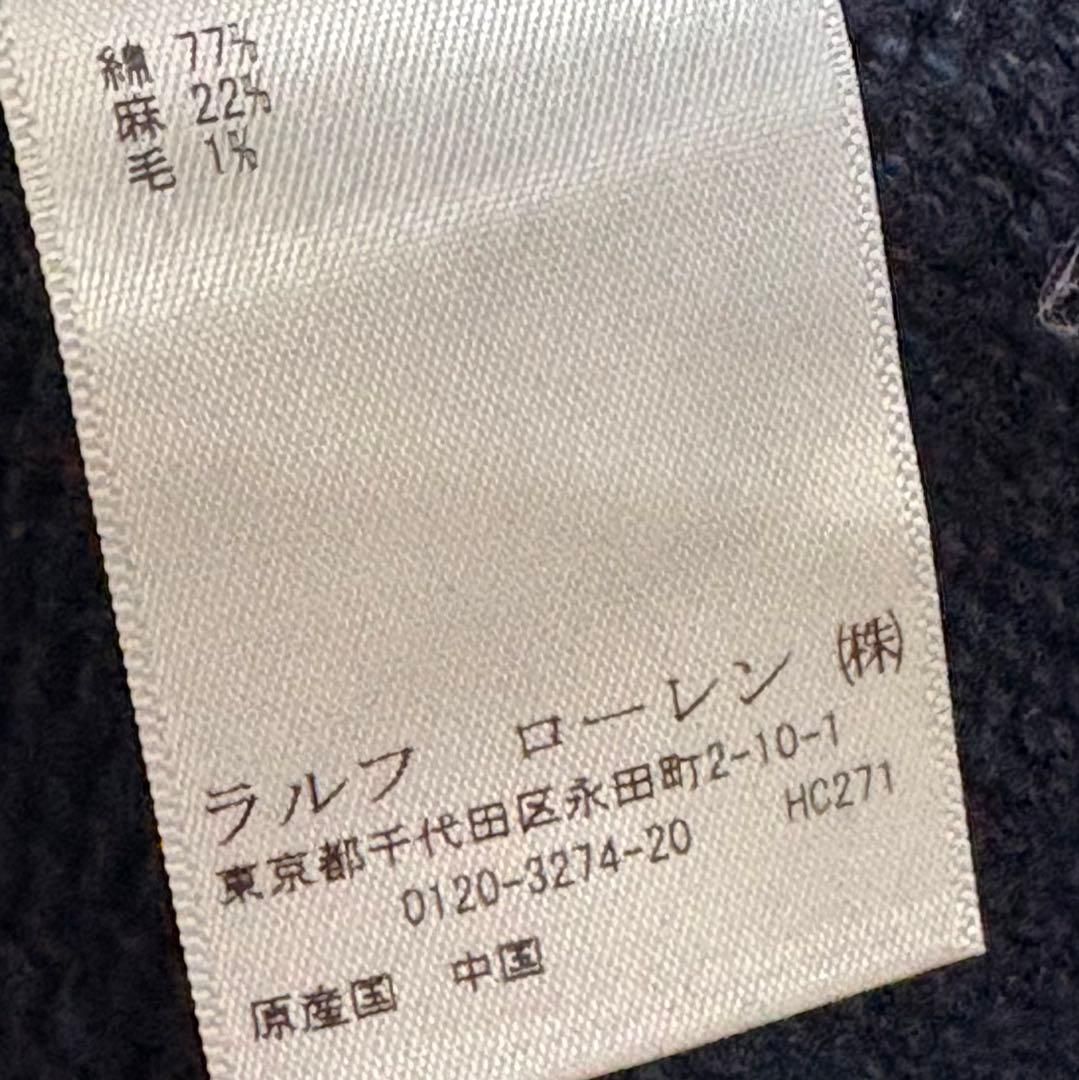 綿 77%
麻 22%
毛 1%
ラルフ ローレン ㈱
東京都千代田区永田町2-10-1
0120-3274-20 HC271
原産国 中国